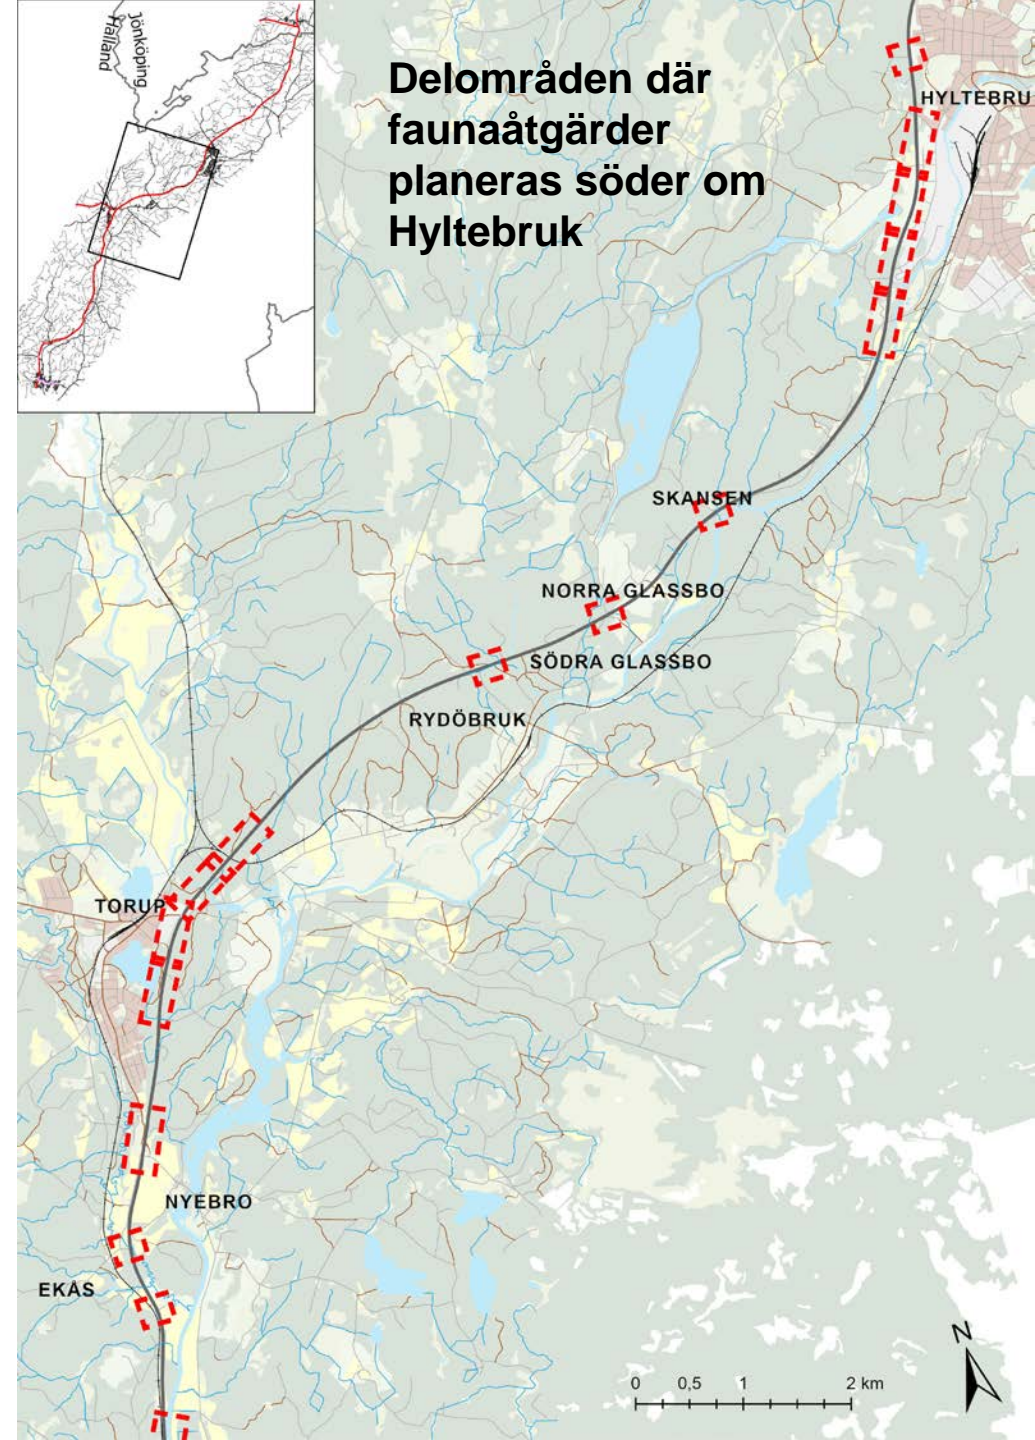 Jönköping
Halland
Delområden där
faunaåtgärder
planeras söder om
Hyltebruk
HYLTEBRU
SKANSEN
NORRA GLASSBO
SÖDRA GLASSBO
RYDÖBRUK
TORUP
NYEBRO
EKÅS
N
0 0,5 1 2 km